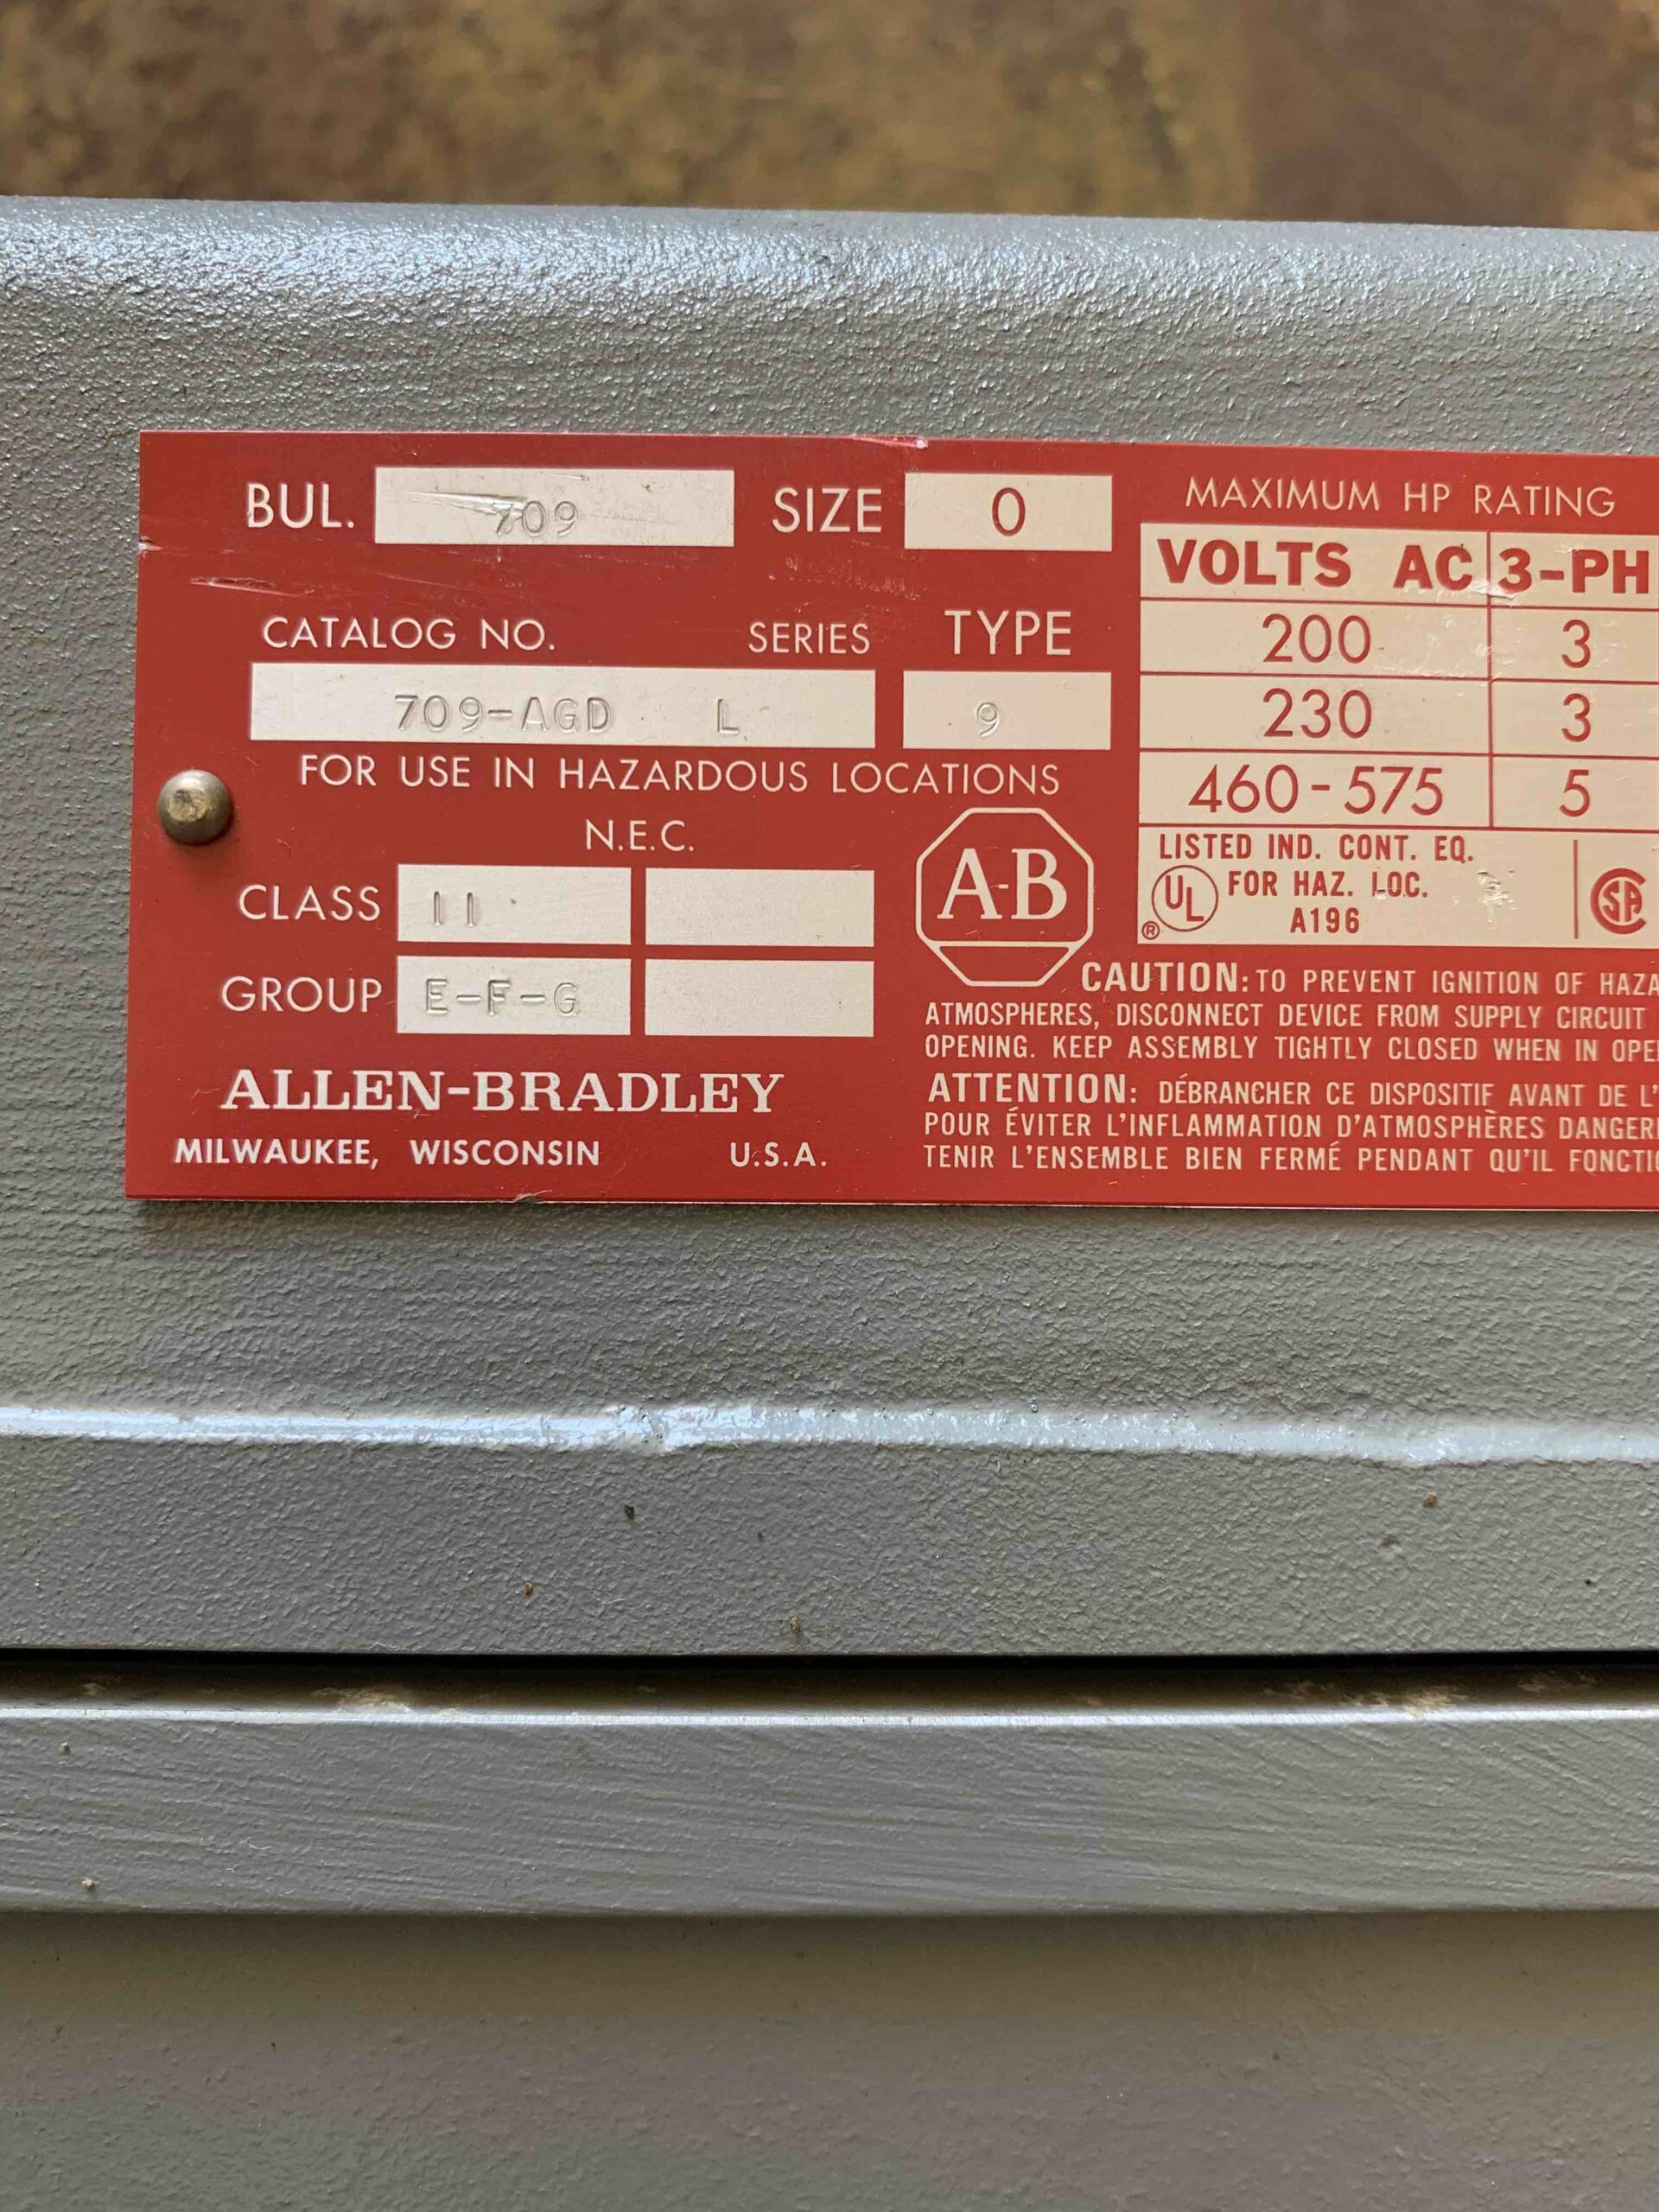 BUL. 709 SIZE 0
CATALOG NO. SERIES TYPE
709-AGD L 9
FOR USE IN HAZARDOUS LOCATIONS
N.E.C.
CLASS II
GROUP E-F-G
ALLEN-BRADLEY
MILWAUKEE, WISCONSIN U.S.A.
A-B
MAXIMUM HP RATING
VOLTS AC 3-PH
200 3
230 3
460-575 5
LISTED IND. CONT. EQ.
UL FOR HAZ. LOC.
® A196
SA
CAUTION: TO PREVENT IGNITION OF HAZA
ATMOSPHERES, DISCONNECT DEVICE FROM SUPPLY CIRCUIT
OPENING. KEEP ASSEMBLY TIGHTLY CLOSED WHEN IN OPE
ATTENTION: DÉBRANCHER CE DISPOSITIF AVANT DE L'
POUR ÉVITER L'INFLAMMATION D'ATMOSPHÈRES DANGER
TENIR L'ENSEMBLE BIEN FERMÉ PENDANT QU'IL FONCTI